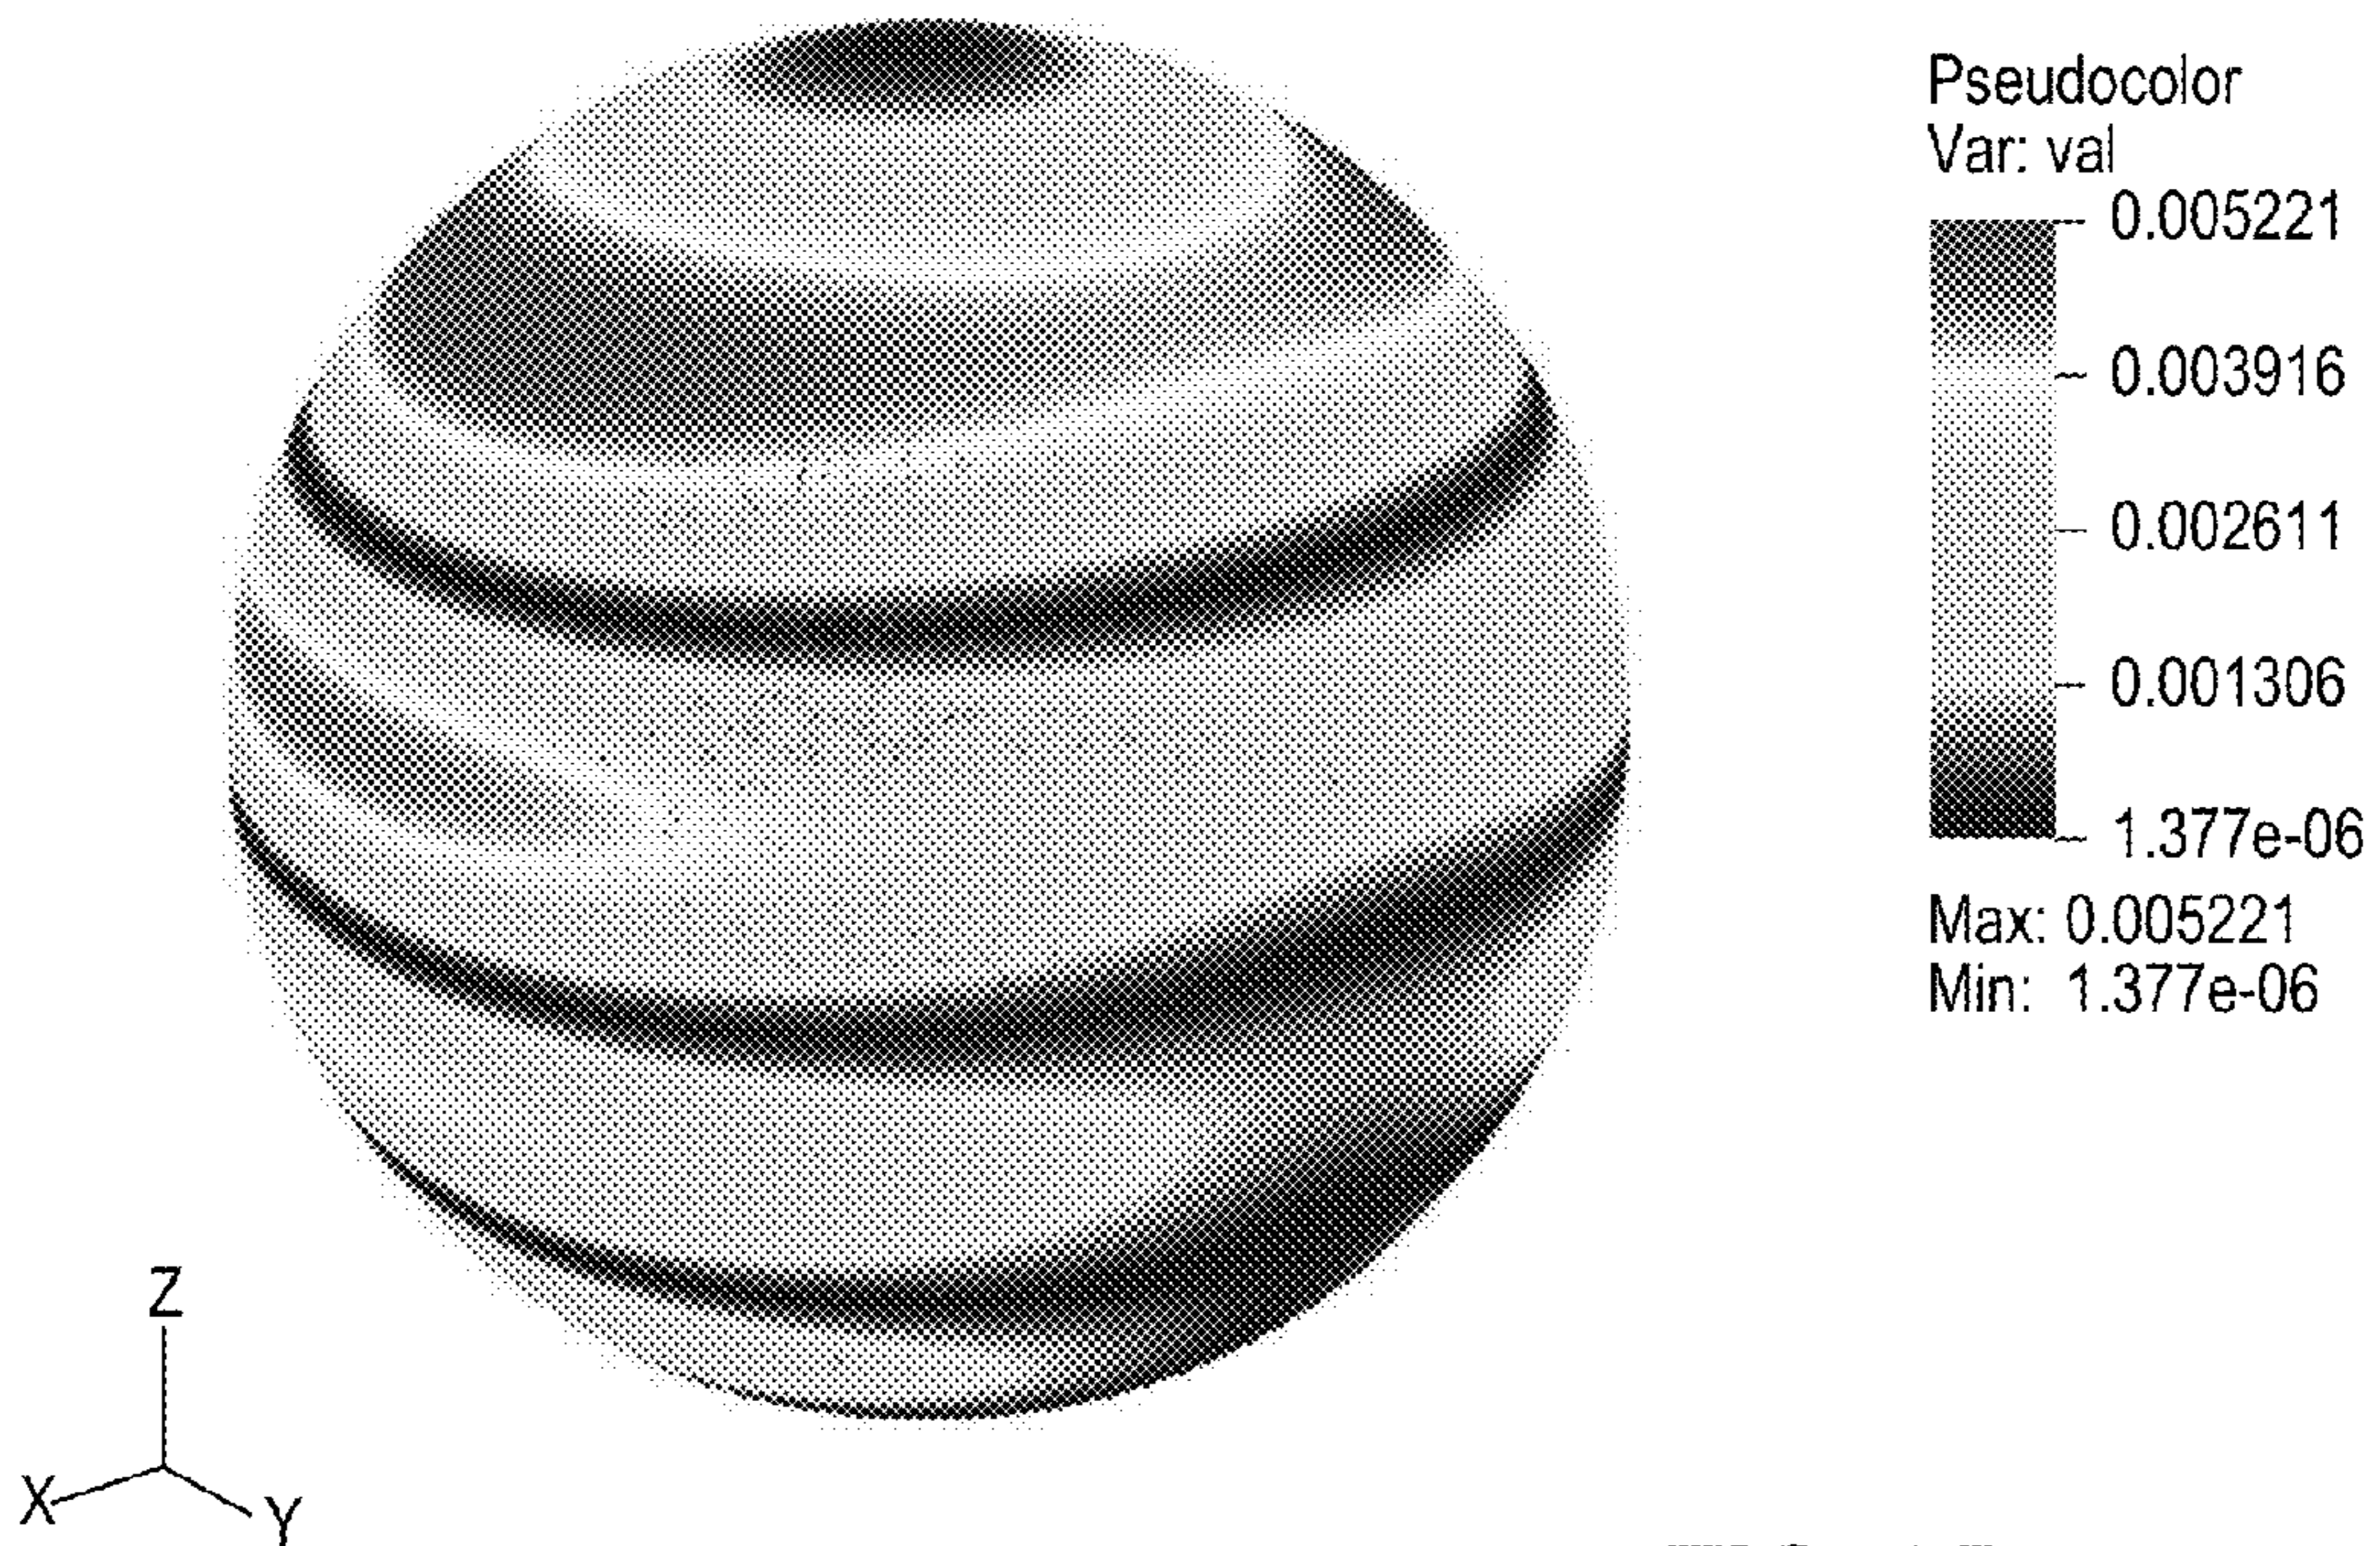 Pseudocolor
Var: val
0.005221
0.003916
0.002611
0.001306
1.377e-06
Max: 0.005221
Min: 1.377e-06
Z
X
Y